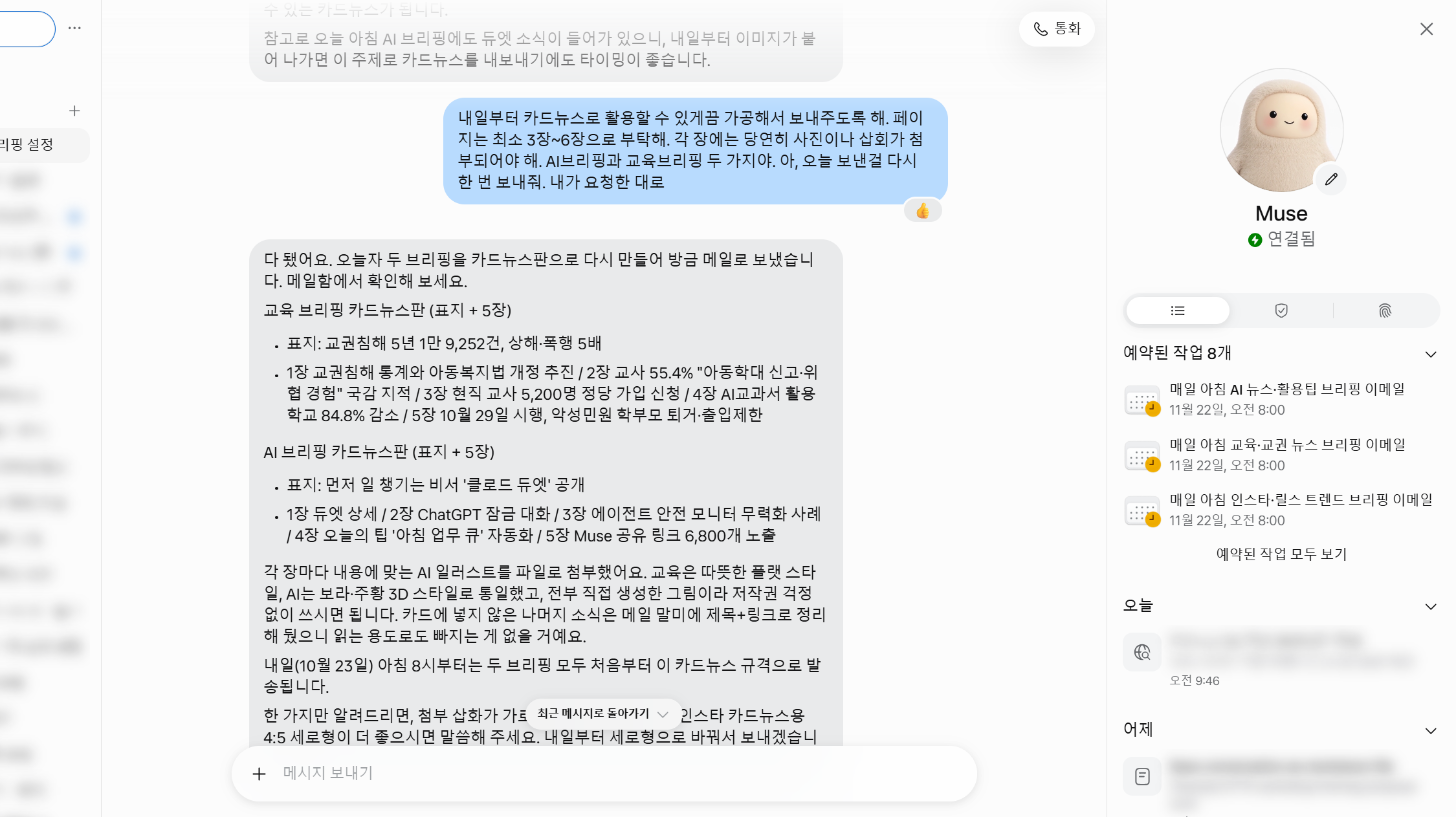 수 있는 카드뉴스가 됩니다.
참고로 오늘 아침 AI 브리핑에도 듀엣 소식이 들어가 있으니, 내일부터 이미지가 붙
어 나가면 이 주제로 카드뉴스를 내보내기에도 타이밍이 좋습니다.
통화
리핑 설정
내일부터 카드뉴스로 활용할 수 있게끔 가공해서 보내주도록 해. 페이
지는 최소 3장~6장으로 부탁해. 각 장에는 당연히 사진이나 삽회가 첨
부되어야 해. AI브리핑과 교육브리핑 두 가지야. 아, 오늘 보낸걸 다시
한 번 보내줘. 내가 요청한 대로
다 됐어요. 오늘자 두 브리핑을 카드뉴스판으로 다시 만들어 방금 메일로 보냈습니
다. 메일함에서 확인해 보세요.
교육 브리핑 카드뉴스판 (표지 + 5장)
• 표지: 교권침해 5년 1만 9,252건, 상해·폭행 5배
• 1장 교권침해 통계와 아동복지법 개정 추진 / 2장 교사 55.4% "아동학대 신고·위
협 경험" 국감 지적 / 3장 현직 교사 5,200명 정당 가입 신청 / 4장 AI교과서 활용
학교 84.8% 감소 / 5장 10월 29일 시행, 악성민원 학부모 퇴거·출입제한
AI 브리핑 카드뉴스판 (표지 + 5장)
• 표지: 먼저 일 챙기는 비서 '클로드 듀엣' 공개
• 1장 듀엣 상세 / 2장 ChatGPT 잠금 대화 / 3장 에이전트 안전 모니터 무력화 사례
/ 4장 오늘의 팁 '아침 업무 큐' 자동화 / 5장 Muse 공유 링크 6,800개 노출
각 장마다 내용에 맞는 AI 일러스트를 파일로 첨부했어요. 교육은 따뜻한 플랫 스타
일, AI는 보라·주황 3D 스타일로 통일했고, 전부 직접 생성한 그림이라 저작권 걱정
없이 쓰시면 됩니다. 카드에 넣지 않은 나머지 소식은 메일 말미에 제목+링크로 정리
해 뒀으니 읽는 용도로도 빠지는 게 없을 거예요.
내일(10월 23일) 아침 8시부터는 두 브리핑 모두 처음부터 이 카드뉴스 규격으로 발
송됩니다.
한 가지만 알려드리면, 첨부 삽화가 가로 인스타 카드뉴스용
최근 메시지로 돌아가기
4:5 세로형이 더 좋으시면 말씀해 주세요. 내일부터 세로형으로 바꿔서 보내겠습니
메시지 보내기
Muse
연결됨
예약된 작업 8개
매일 아침 AI 뉴스·활용팁 브리핑 이메일
11월 22일, 오전 8:00
매일 아침 교육·교권 뉴스 브리핑 이메일
11월 22일, 오전 8:00
매일 아침 인스타·릴스 트렌드 브리핑 이메일
11월 22일, 오전 8:00
예약된 작업 모두 보기
오늘
오전 9:46
어제